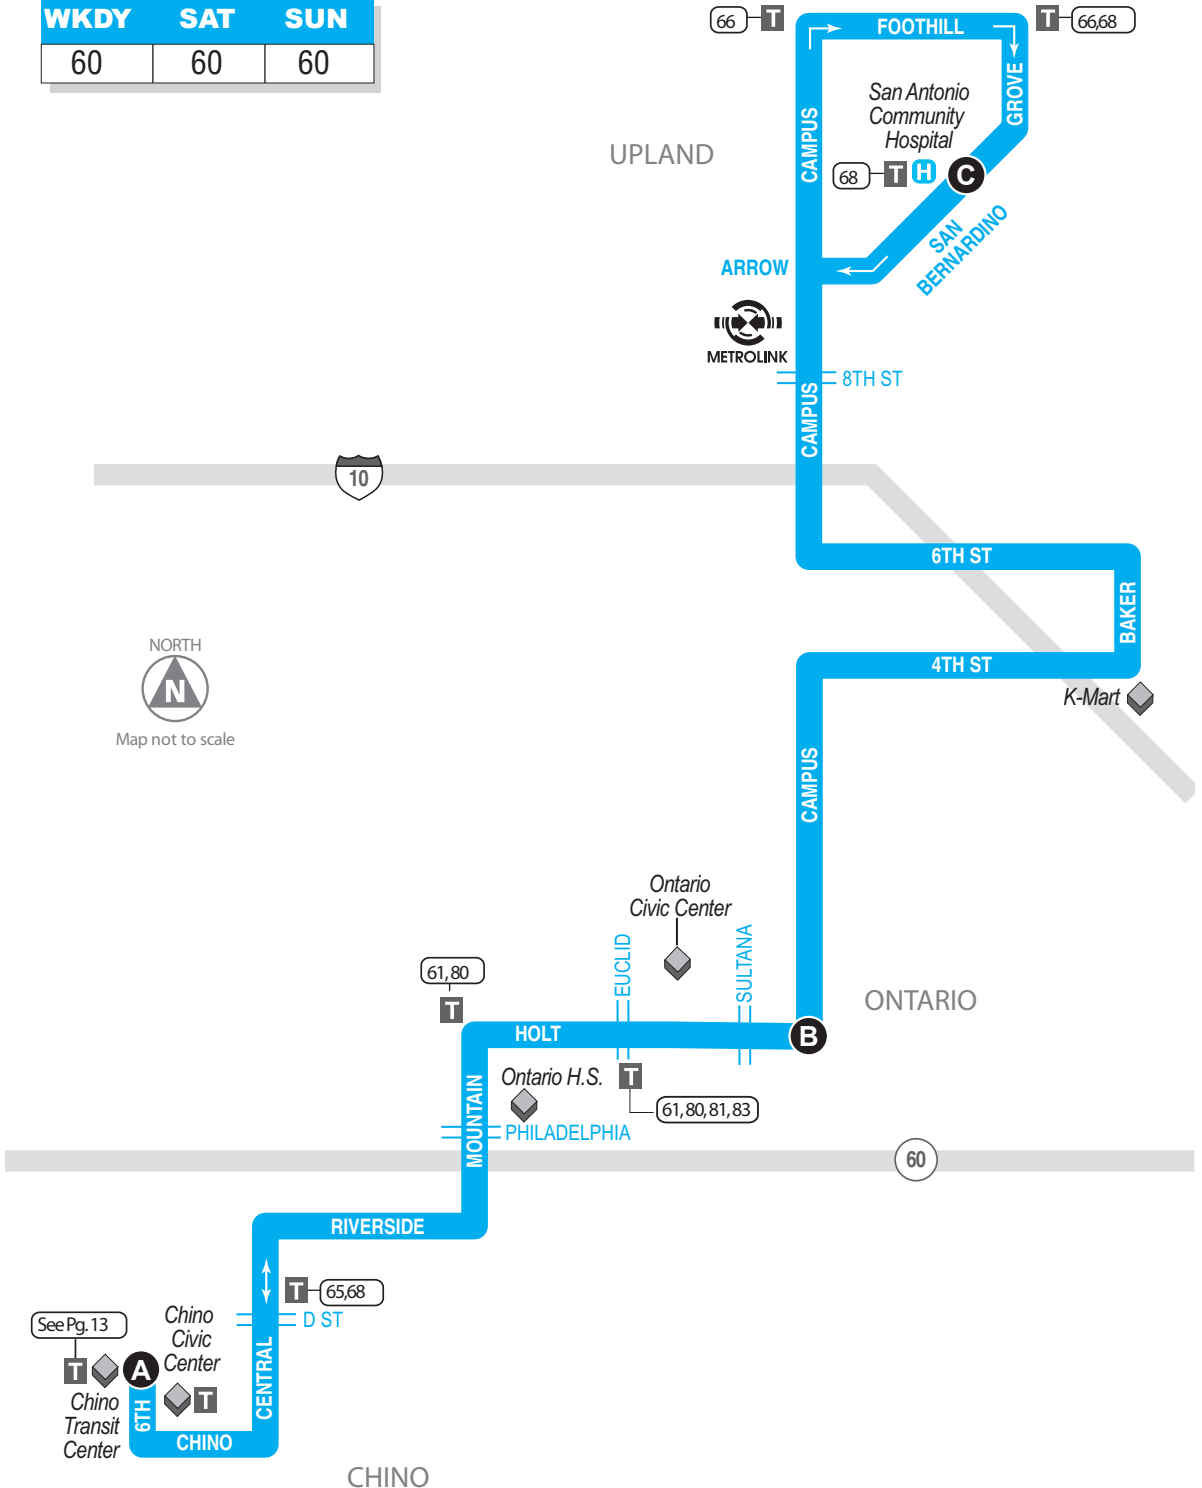 WKDY SAT SUN
60 60 60
66 T
FOOTHILL
T 66,68
GROVE
CAMPUS
San Antonio
Community
Hospital
68 T H C
UPLAND
SAN
BERNARDINO
ARROW
METROLINK
8TH ST
CAMPUS
10
6TH ST
BAKER
4TH ST
K-Mart
NORTH
N
Map not to scale
CAMPUS
Ontario
Civic Center
EUCLID
SULTANA
61,80
T
ONTARIO
HOLT
B
Ontario H.S.
T
61,80,81,83
MOUNTAIN
PHILADELPHIA
60
RIVERSIDE
T 65,68
D ST
CENTRAL
See Pg. 13
Chino
Civic
Center
T
A
T
Chino
Transit
Center
6TH
CHINO
CHINO